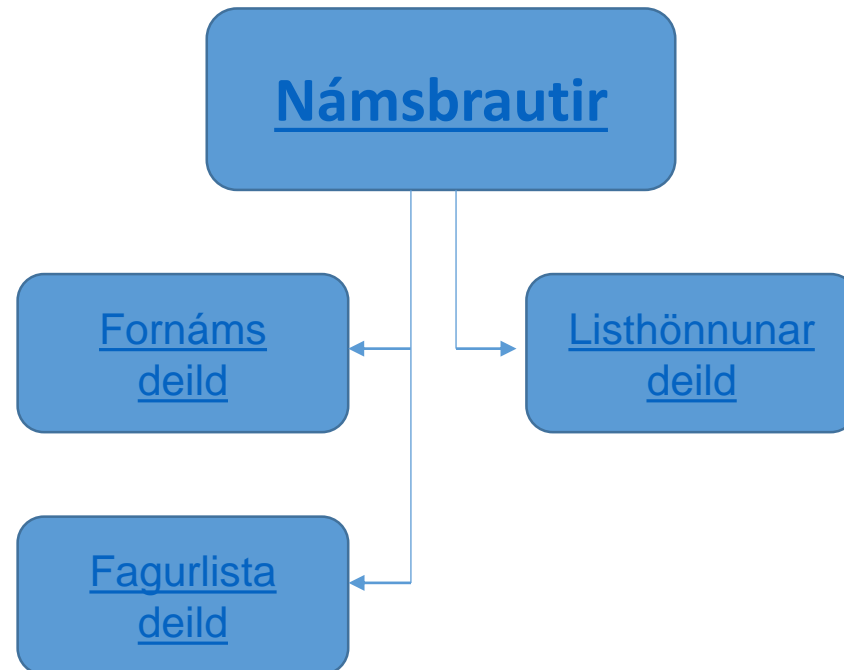 Námsbrautir
Fornáms
deild
Listhönnunar
deild
Fagurlista
deild